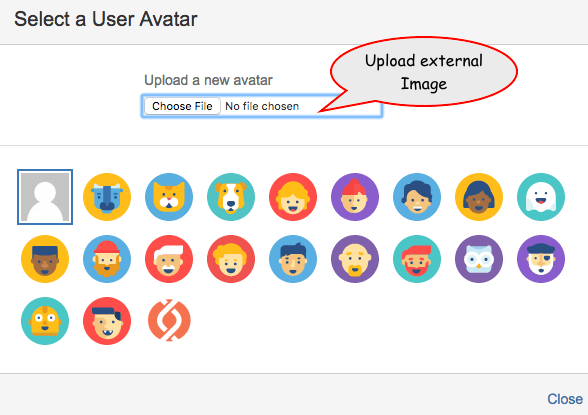 Select a User Avatar
Upload external
Image
Upload a new avatar
Choose File No file chosen
Close